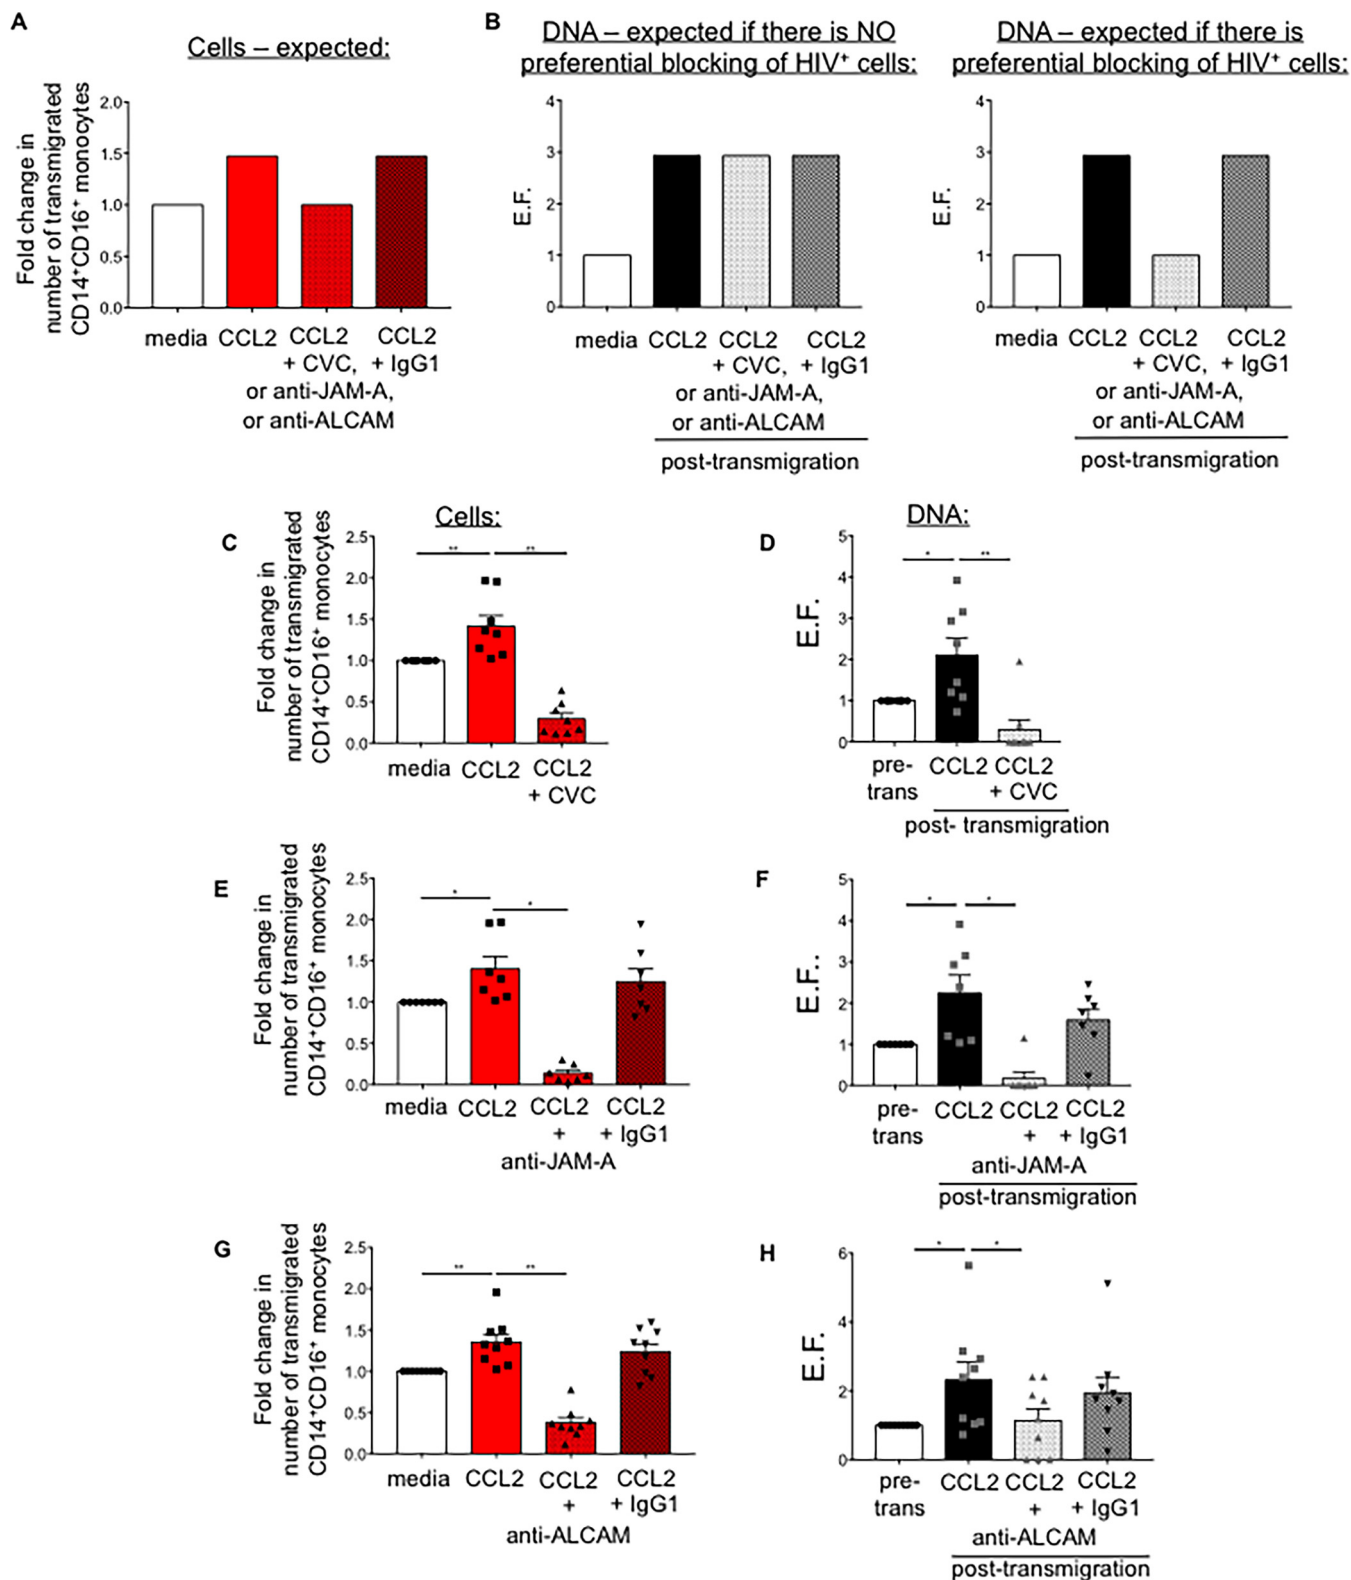 A
Cells – expected:
Fold change in
number of transmigrated
CD14⁺CD16⁺ monocytes
2.0
1.5
1.0
0.5
0.0
media CCL2 CCL2 CCL2
+ CVC, + IgG1
or anti-JAM-A,
or anti-ALCAM
B
DNA – expected if there is NO
preferential blocking of HIV⁺ cells:
E.F.
4
3
2
1
0
media CCL2 CCL2 CCL2
+ CVC, + IgG1
or anti-JAM-A,
or anti-ALCAM
post-transmigration
DNA – expected if there is
preferential blocking of HIV⁺ cells:
E.F.
4
3
2
1
0
media CCL2 CCL2 CCL2
+ CVC, + IgG1
or anti-JAM-A,
or anti-ALCAM
post-transmigration
C
Cells:
Fold change in
number of transmigrated
CD14⁺CD16⁺ monocytes
2.5
2.0
1.5
1.0
0.5
0.0
** **
media CCL2 CCL2
+ CVC
D
DNA:
E.F.
5
4
3
2
1
0
* **
pre- CCL2 CCL2
trans + CVC
post- transmigration
E
Fold change in
number of transmigrated
CD14⁺CD16⁺ monocytes
2.5
2.0
1.5
1.0
0.5
0.0
* *
media CCL2 CCL2 CCL2
+ + IgG1
anti-JAM-A
F
E.F..
5
4
3
2
1
0
* *
pre- CCL2 CCL2 CCL2
trans + + IgG1
anti-JAM-A
post-transmigration
G
Fold change in
number of transmigrated
CD14⁺CD16⁺ monocytes
2.5
2.0
1.5
1.0
0.5
0.0
** **
media CCL2 CCL2 CCL2
+ + IgG1
anti-ALCAM
H
E.F.
6
4
2
0
* *
pre- CCL2 CCL2 CCL2
trans + + IgG1
anti-ALCAM
post-transmigration